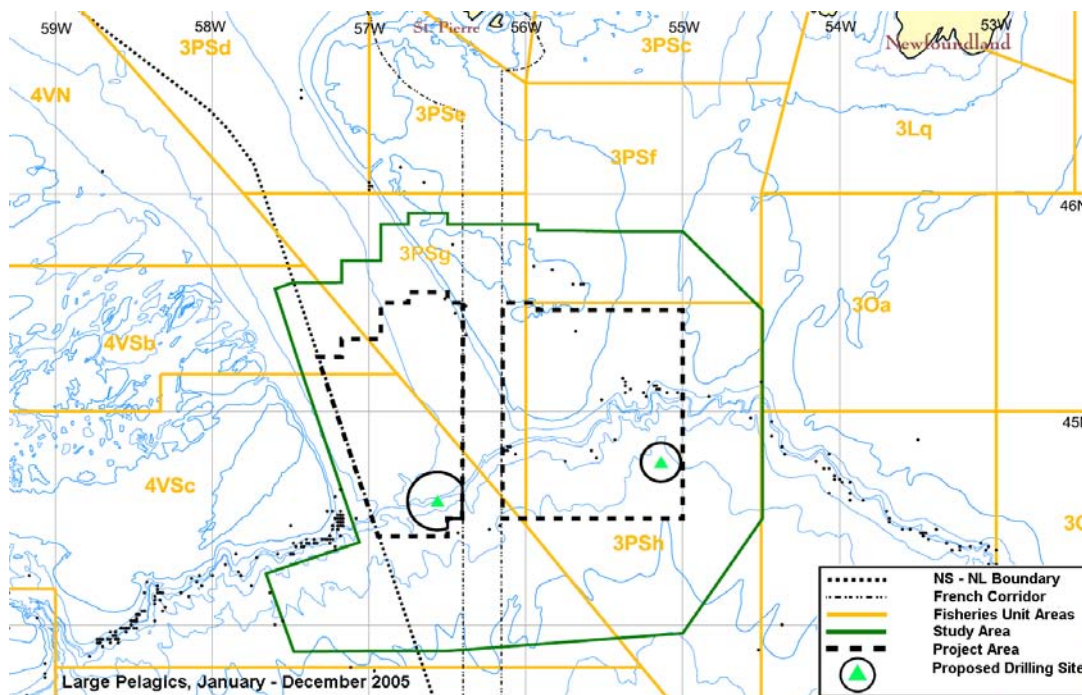 59W 58W 57W 56W 55W 54W 53W
St. Pierre
Newfoundland
3PSd
3PSc
4VN
3PSe
3Lq
3PSf
46N
3PSg
3Oa
4VSb
45N
4VSc
3O
3PSh
NS - NL Boundary
French Corridor
Fisheries Unit Areas
Study Area
Project Area
Proposed Drilling Site
Large Pelagics, January - December 2005